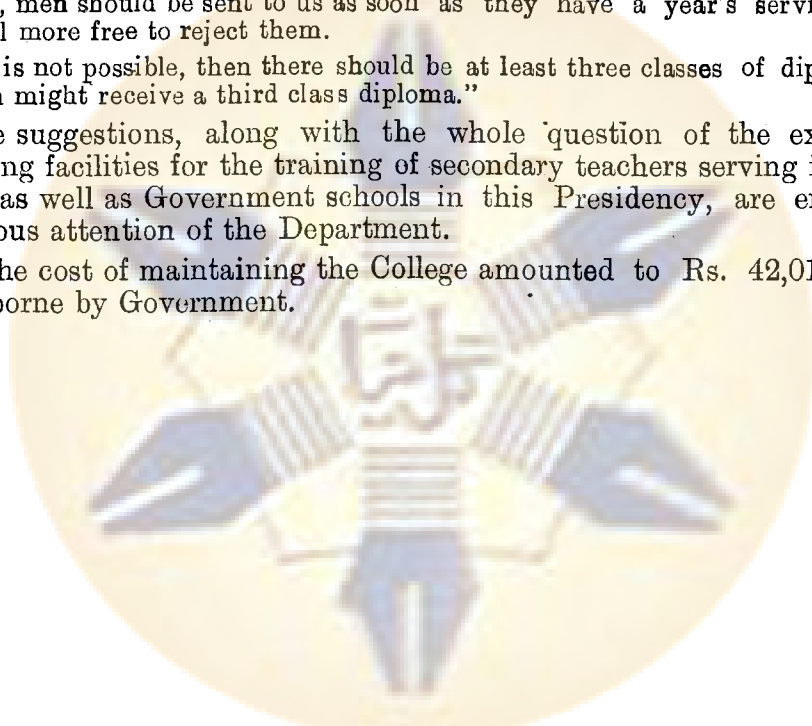 , men should be sent to us as soon as they have a year's servi
l more free to reject them.
is not possible, then there should be at least three classes of dip
n might receive a third class diploma."
e suggestions, along with the whole question of the ex
ng facilities for the training of secondary teachers serving i
as well as Government schools in this Presidency, are e
ous attention of the Department.
he cost of maintaining the College amounted to Rs. 42,01
borne by Government.